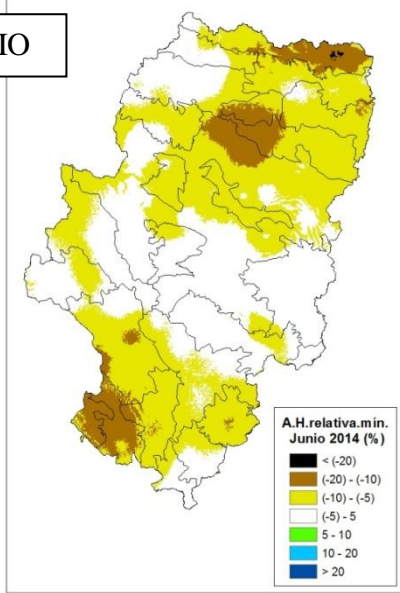 IO
A.H.relativa.mín.
Junio 2014 (%)
< (-20)
(-20) - (-10)
(-10) - (-5)
(-5) - 5
5 - 10
10 - 20
> 20